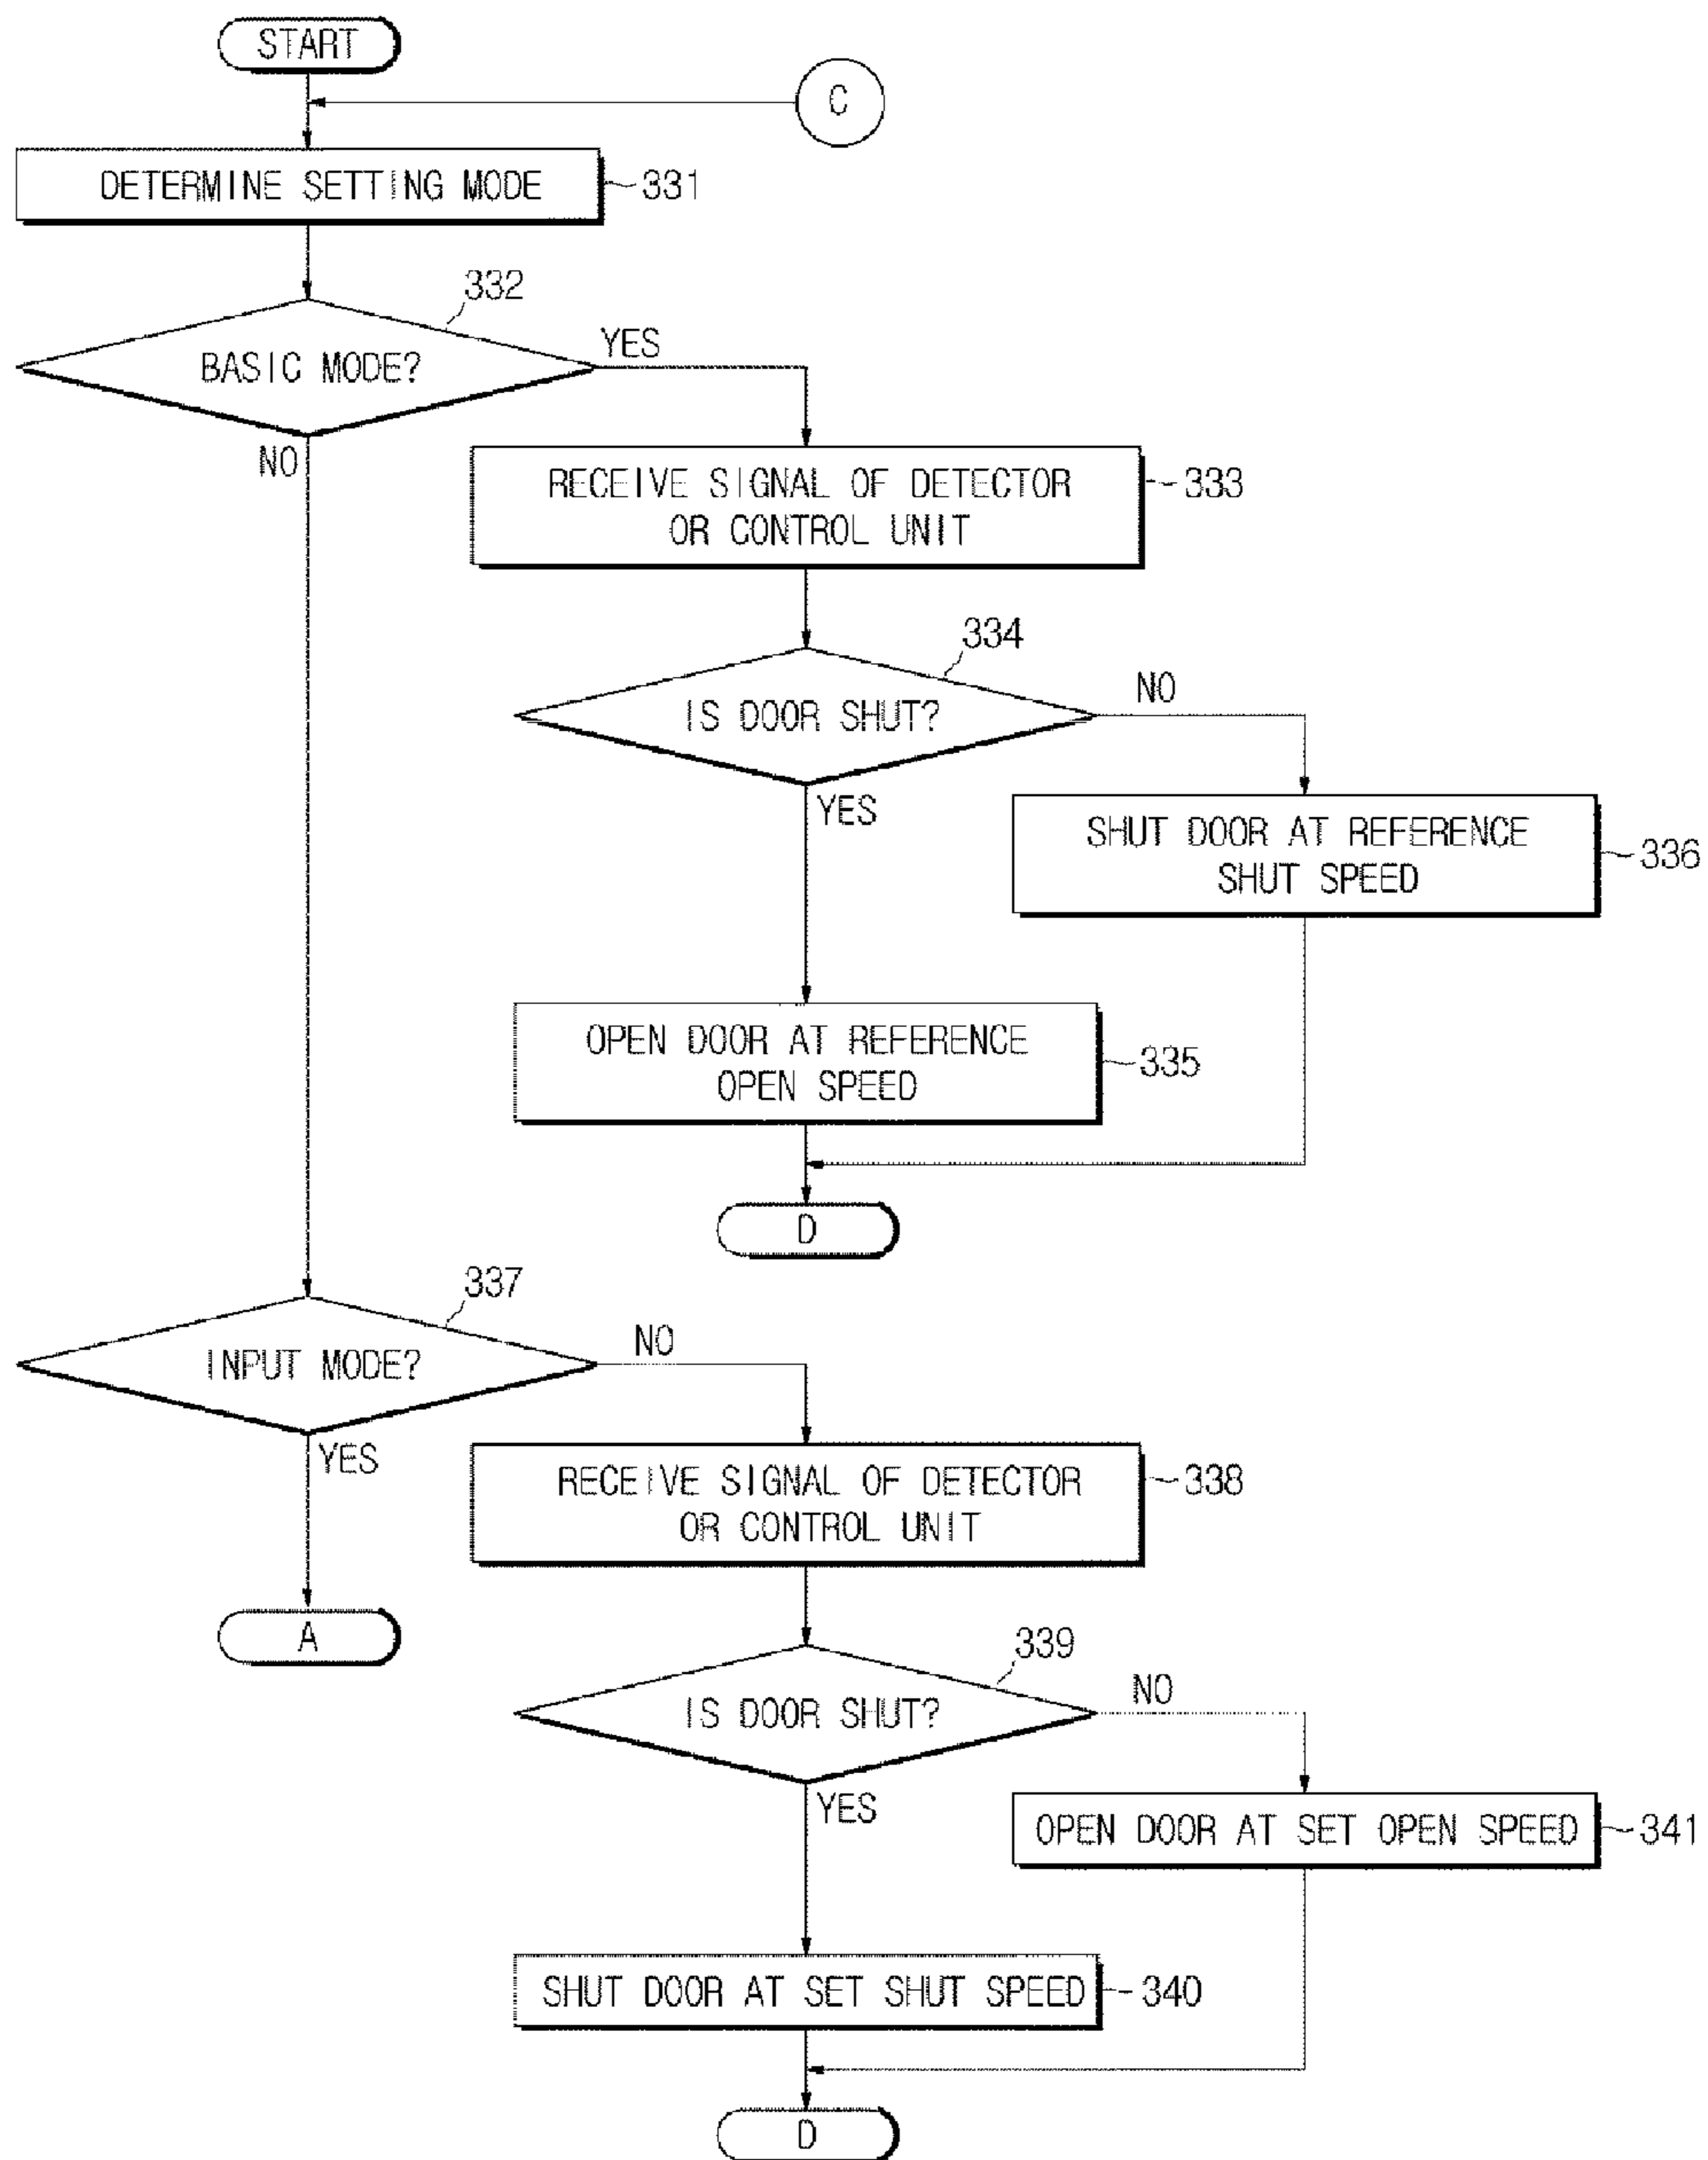 START
C
DETERMINE SETTING MODE
331
332
BASIC MODE?
YES
NO
RECEIVE SIGNAL OF DETECTOR
OR CONTROL UNIT
333
334
IS DOOR SHUT?
NO
YES
SHUT DOOR AT REFERENCE
SHUT SPEED
336
OPEN DOOR AT REFERENCE
OPEN SPEED
335
D
337
INPUT MODE?
NO
YES
RECEIVE SIGNAL OF DETECTOR
OR CONTROL UNIT
338
A
339
IS DOOR SHUT?
NO
YES
OPEN DOOR AT SET OPEN SPEED
341
SHUT DOOR AT SET SHUT SPEED
340
D